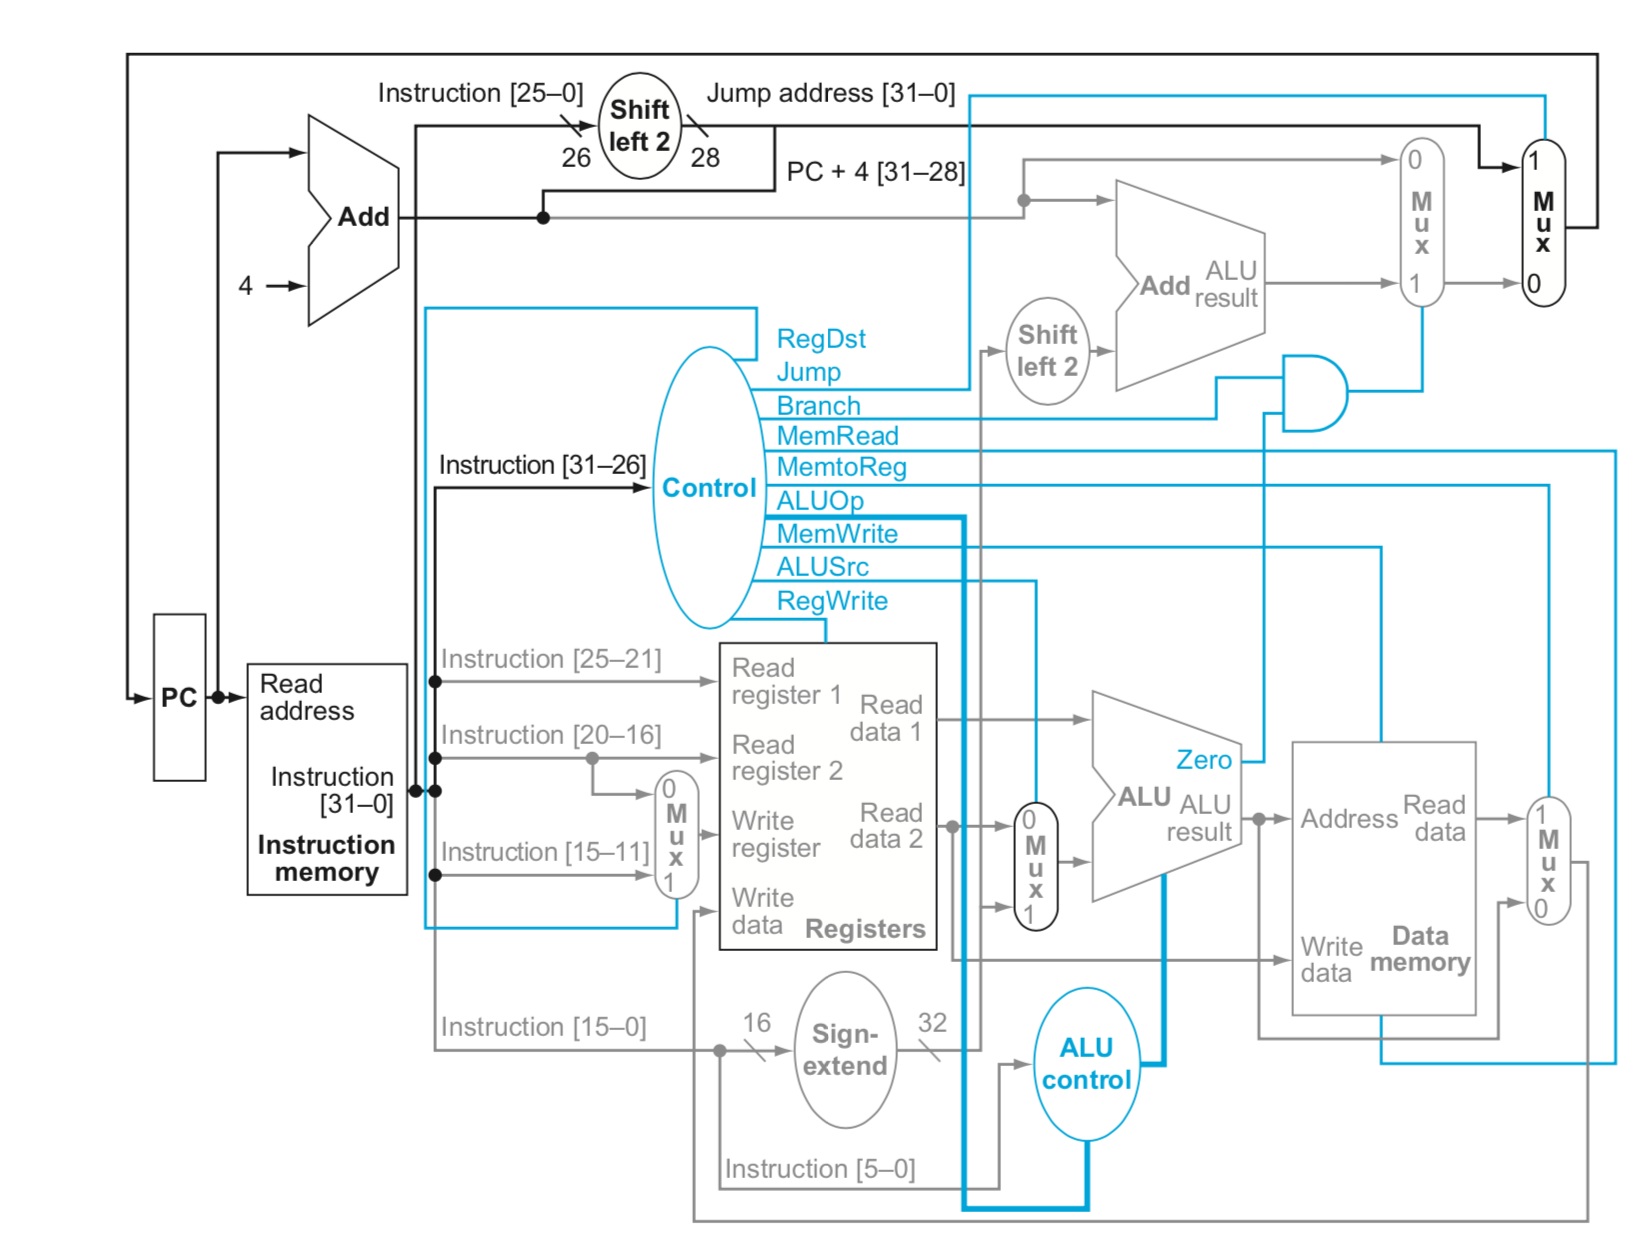 Instruction [25–0]
Shift
left 2
Jump address [31–0]
26
28
PC + 4 [31–28]
Add
4
0
M
u
x
1
1
M
u
x
0
Add
ALU
result
Shift
left 2
RegDst
Jump
Branch
MemRead
MemtoReg
ALUOp
MemWrite
ALUSrc
RegWrite
Instruction [31–26]
Control
PC
Read
address
Instruction
[31–0]
Instruction
memory
Instruction [25–21]
Instruction [20–16]
Instruction [15–11]
0
M
u
x
1
Read
register 1
Read
register 2
Write
register
Write
data
Read
data 1
Read
data 2
Registers
0
M
u
x
1
Zero
ALU
ALU
result
Address
Read
data
Write
data
Data
memory
1
M
u
x
0
Instruction [15–0]
16
Sign-
extend
32
ALU
control
Instruction [5–0]